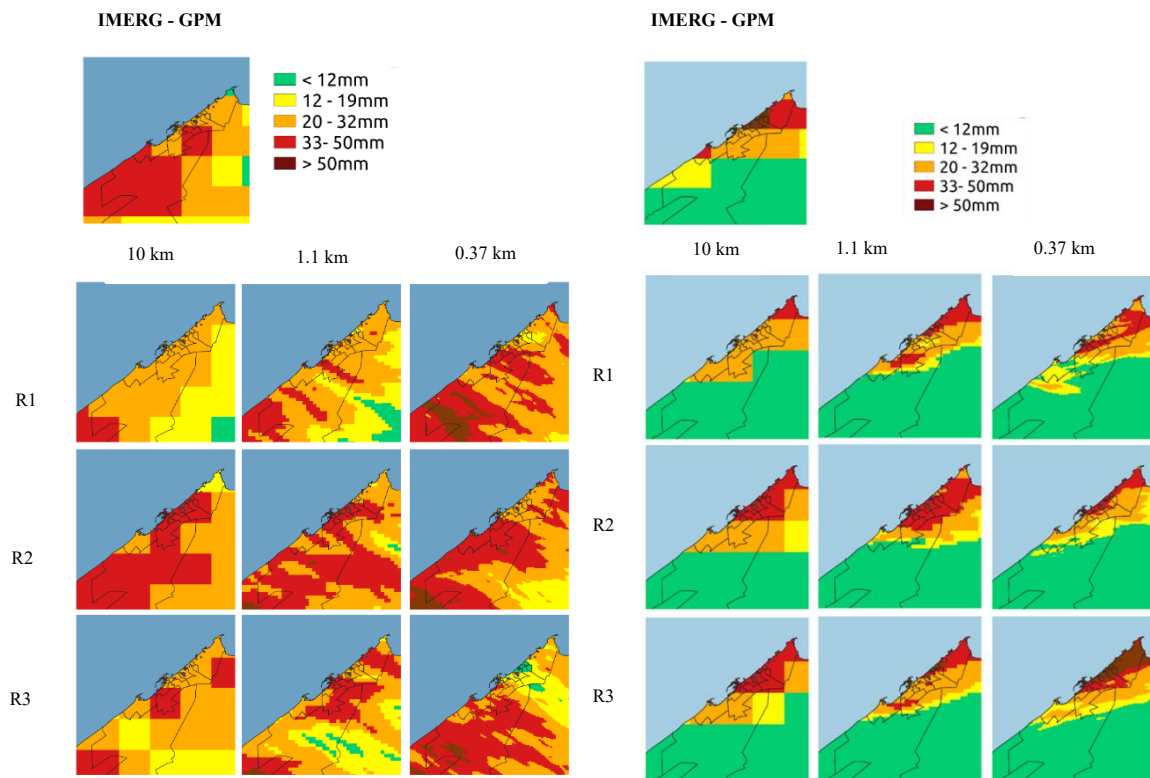 IMERG - GPM
< 12mm
12 - 19mm
20 - 32mm
33- 50mm
> 50mm
10 km
1.1 km
0.37 km
R1
R2
R3
IMERG - GPM
< 12mm
12 - 19mm
20 - 32mm
33- 50mm
> 50mm
10 km
1.1 km
0.37 km
R1
R2
R3